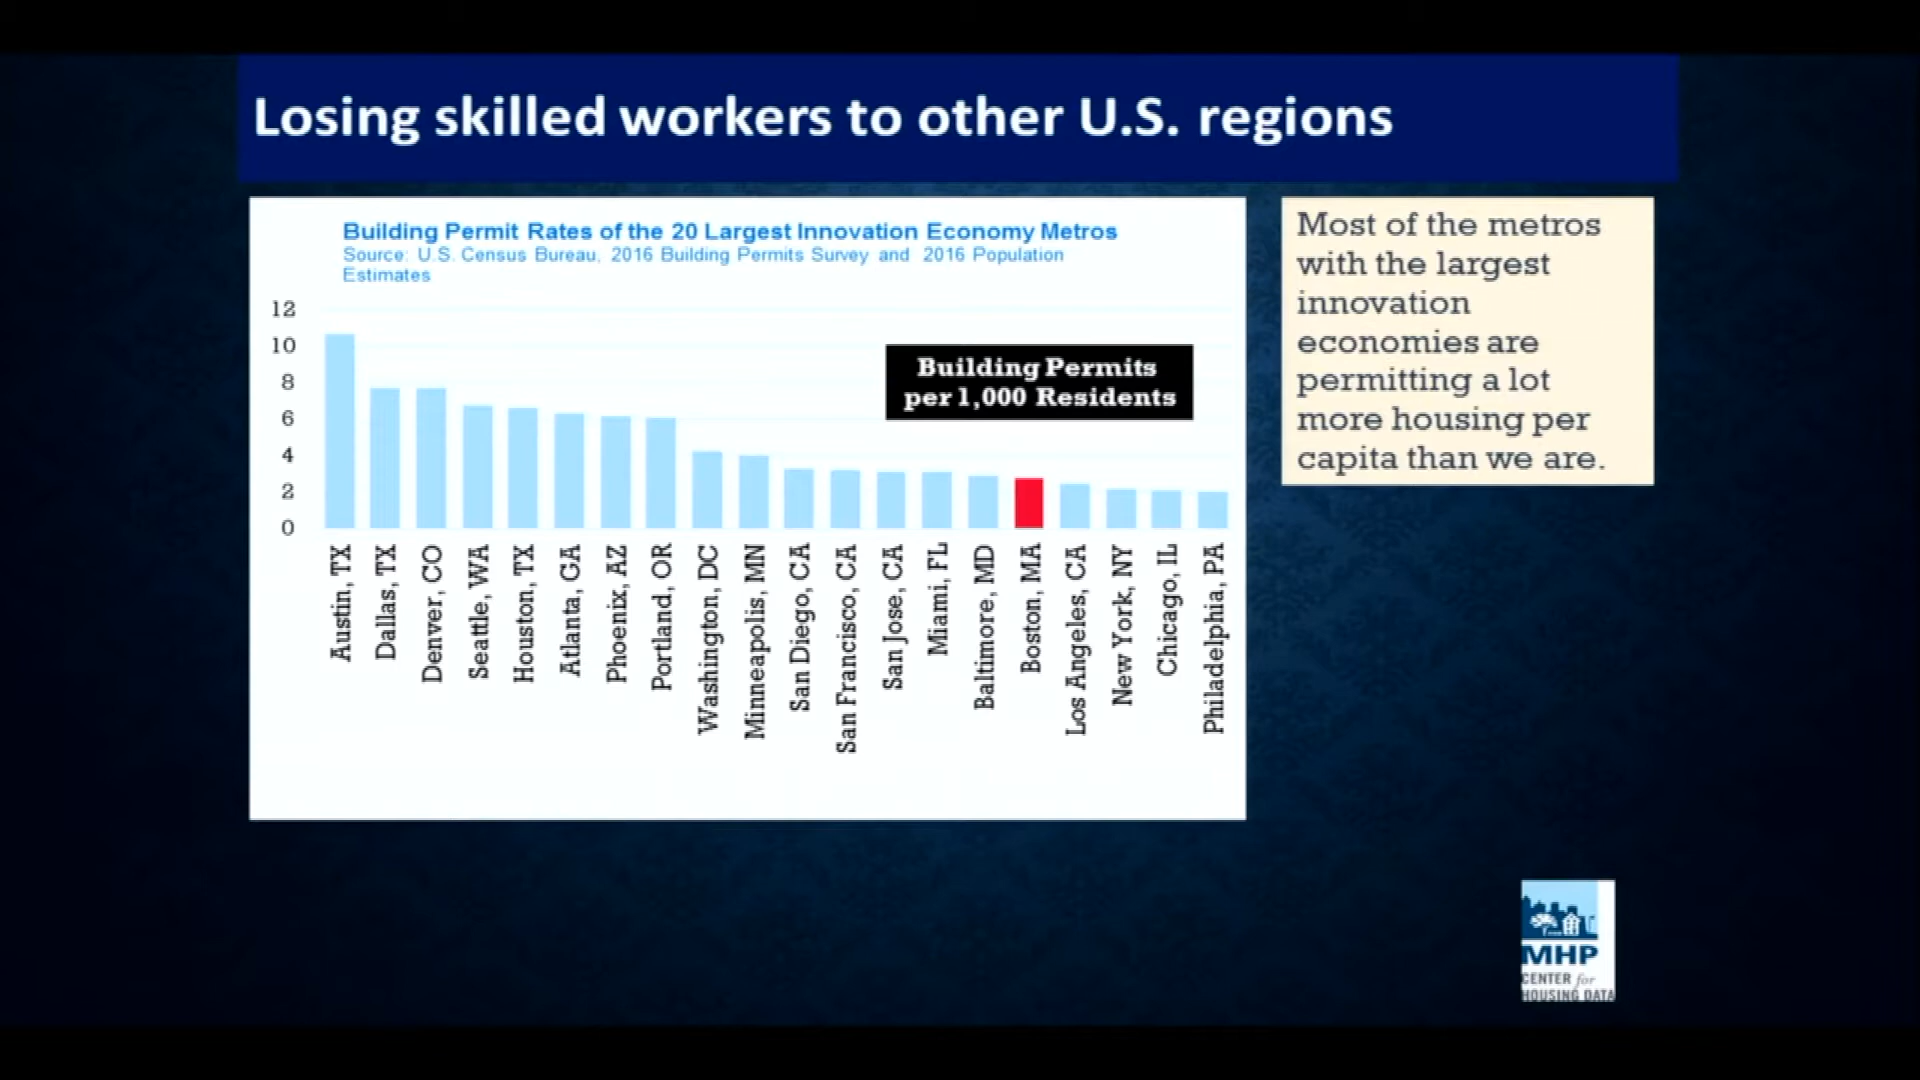 Losing skilled workers to other U.S. regions
Building Permit Rates of the 20 Largest Innovation Economy Metros
Source: U.S. Census Bureau, 2016 Building Permits Survey and 2016 Population
Estimates
12
10
8
6
4
2
0
Building Permits
per 1,000 Residents
Austin, TX
Dallas, TX
Denver, CO
Seattle, WA
Houston, TX
Atlanta, GA
Phoenix, AZ
Portland, OR
Washington, DC
Minneapolis, MN
San Diego, CA
San Francisco, CA
San Jose, CA
Miami, FL
Baltimore, MD
Boston, MA
Los Angeles, CA
New York, NY
Chicago, IL
Philadelphia, PA
Most of the metros
with the largest
innovation
economies are
permitting a lot
more housing per
capita than we are.
MHP
CENTER for
HOUSING DATA